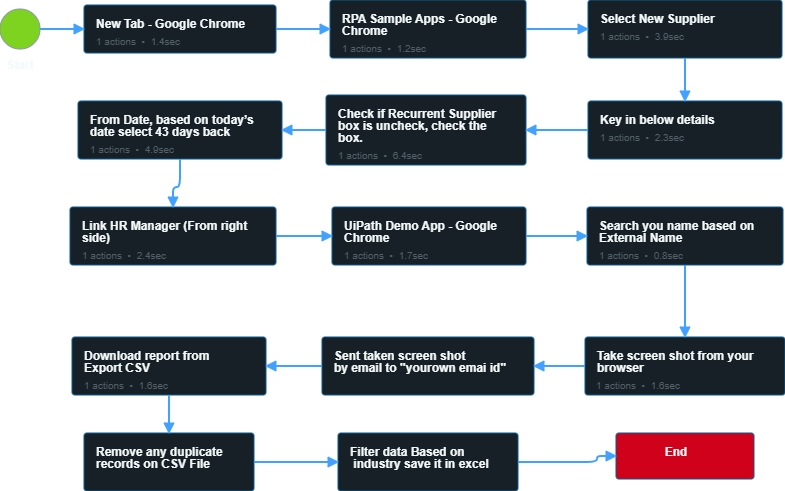 Start
New Tab - Google Chrome
1 actions • 1.4sec
RPA Sample Apps - Google
Chrome
1 actions • 1.2sec
Select New Supplier
1 actions • 3.9sec
Key in below details
1 actions • 2.3sec
Check if Recurrent Supplier
box is uncheck, check the
box.
1 actions • 6.4sec
From Date, based on today's
date select 43 days back
1 actions • 4.9sec
Link HR Manager (From right
side)
1 actions • 2.4sec
UiPath Demo App - Google
Chrome
1 actions • 1.7sec
Search you name based on
External Name
1 actions • 0.8sec
Take screen shot from your
browser
1 actions • 1.6sec
Sent taken screen shot
by email to "yourown emai id"
Download report from
Export CSV
1 actions • 1.6sec
Remove any duplicate
records on CSV File
Filter data Based on
industry save it in excel
End